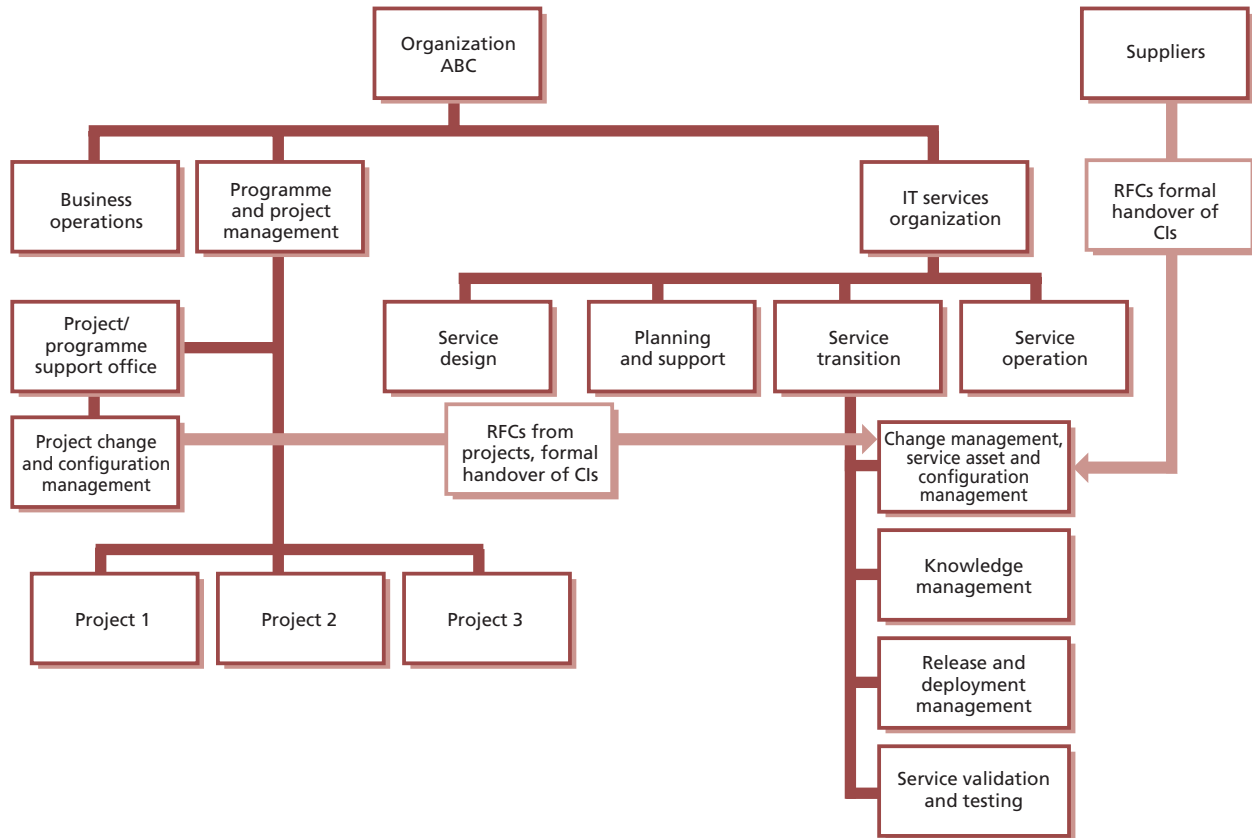 Organization
ABC
Suppliers
Business
operations
Programme
and project
management
IT services
organization
RFCs formal
handover of
CIs
Project/
programme
support office
Service
design
Planning
and support
Service
transition
Service
operation
Project change
and configuration
management
RFCs from
projects, formal
handover of CIs
Change management,
service asset and
configuration
management
Knowledge
management
Project 1
Project 2
Project 3
Release and
deployment
management
Service validation
and testing